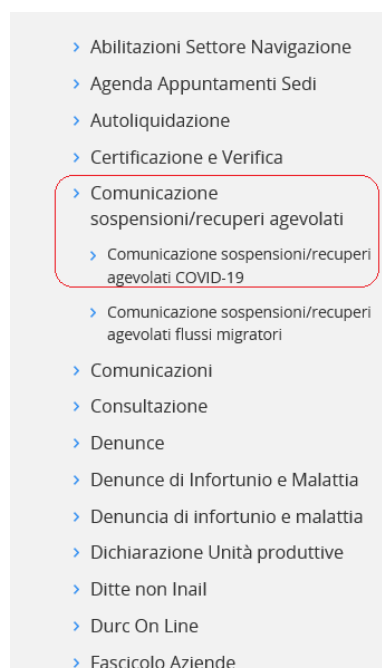 Abilitazioni Settore Navigazione
Agenda Appuntamenti Sedi
Autoliquidazione
Certificazione e Verifica
Comunicazione
sospensioni/recuperi agevolati
Comunicazione sospensioni/recuperi
agevolati COVID-19
Comunicazione sospensioni/recuperi
agevolati flussi migratori
Comunicazioni
Consultazione
Denunce
Denunce di Infortunio e Malattia
Denuncia di infortunio e malattia
Dichiarazione Unità produttive
Ditte non Inail
Durc On Line
Fascicolo Aziende